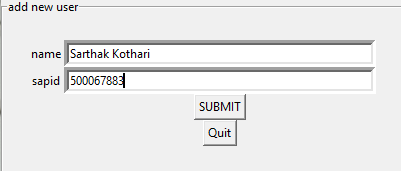 add new user
name Sarthak Kothari
sapid 500067883
SUBMIT
Quit